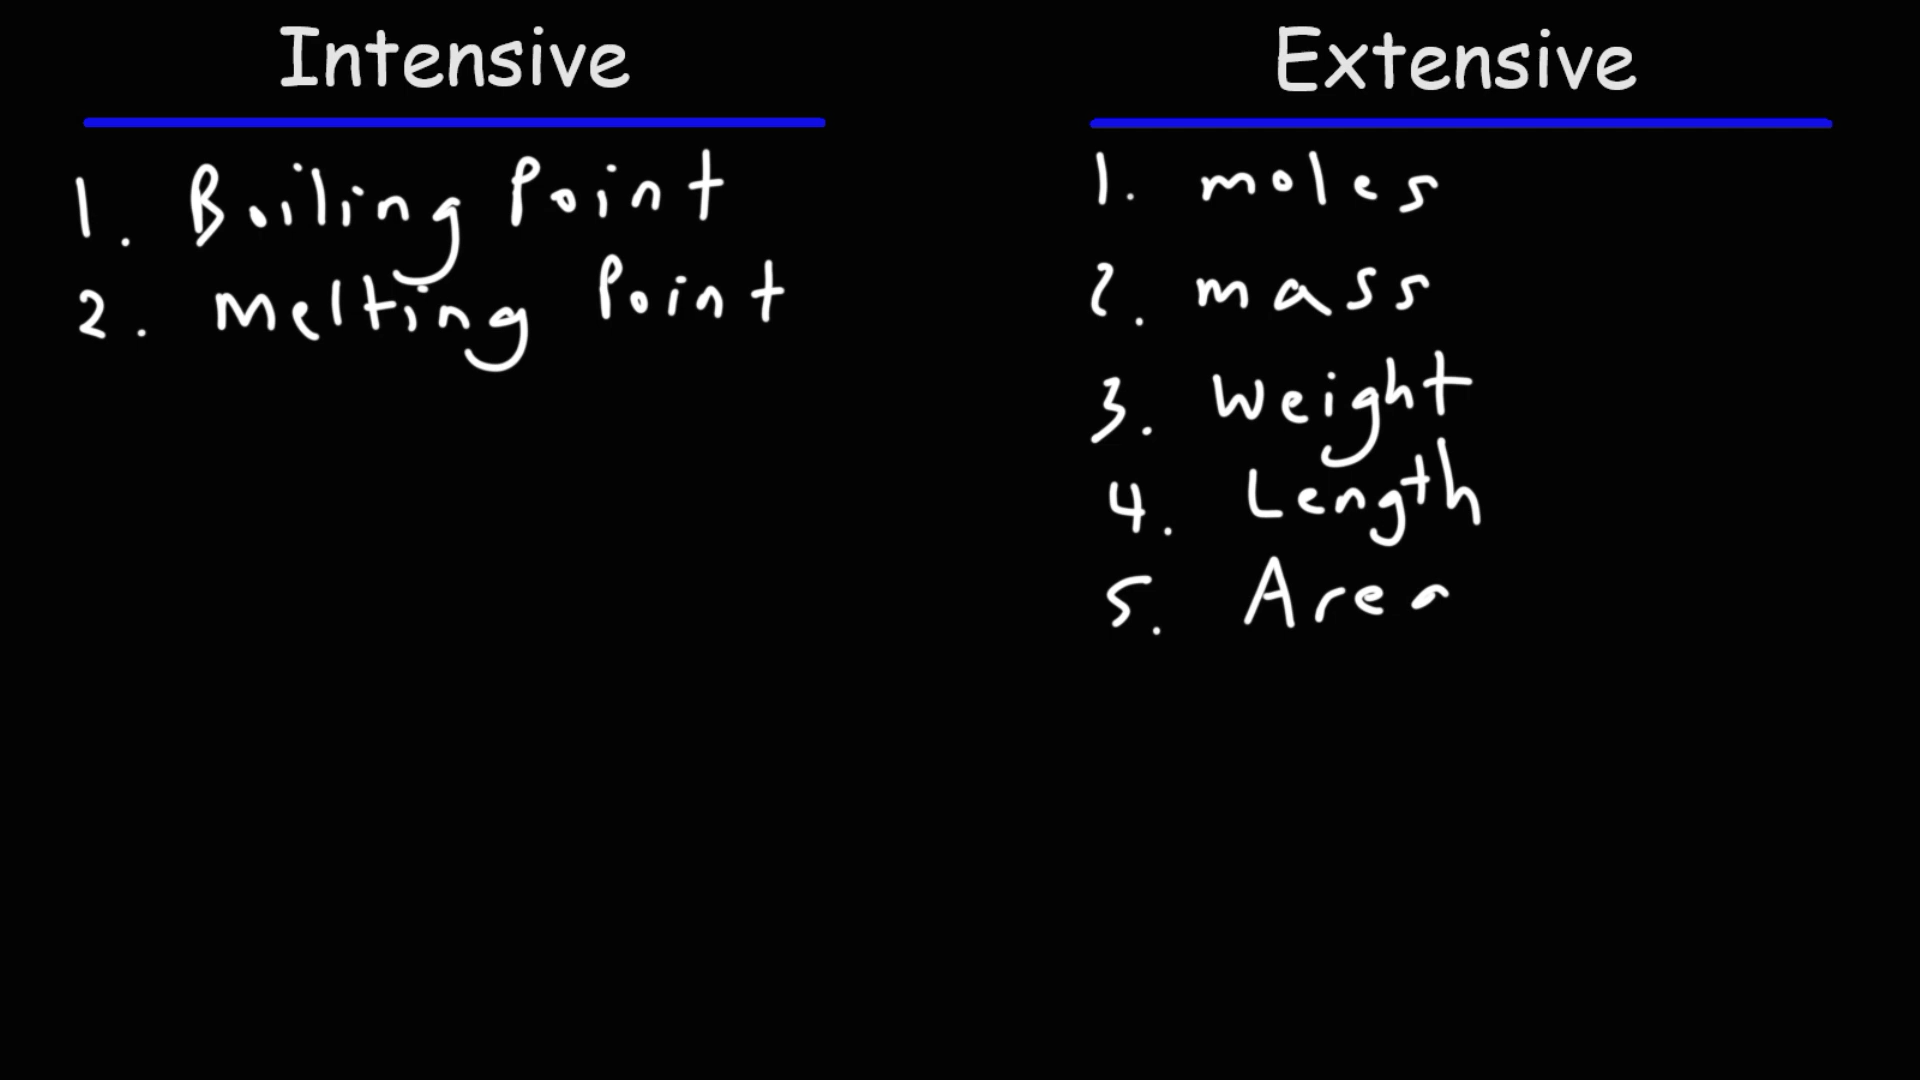 Intensive
1. Boiling Point
2. Melting Point
Extensive
1. moles
2. mass
3. Weight
4. Length
5. Area